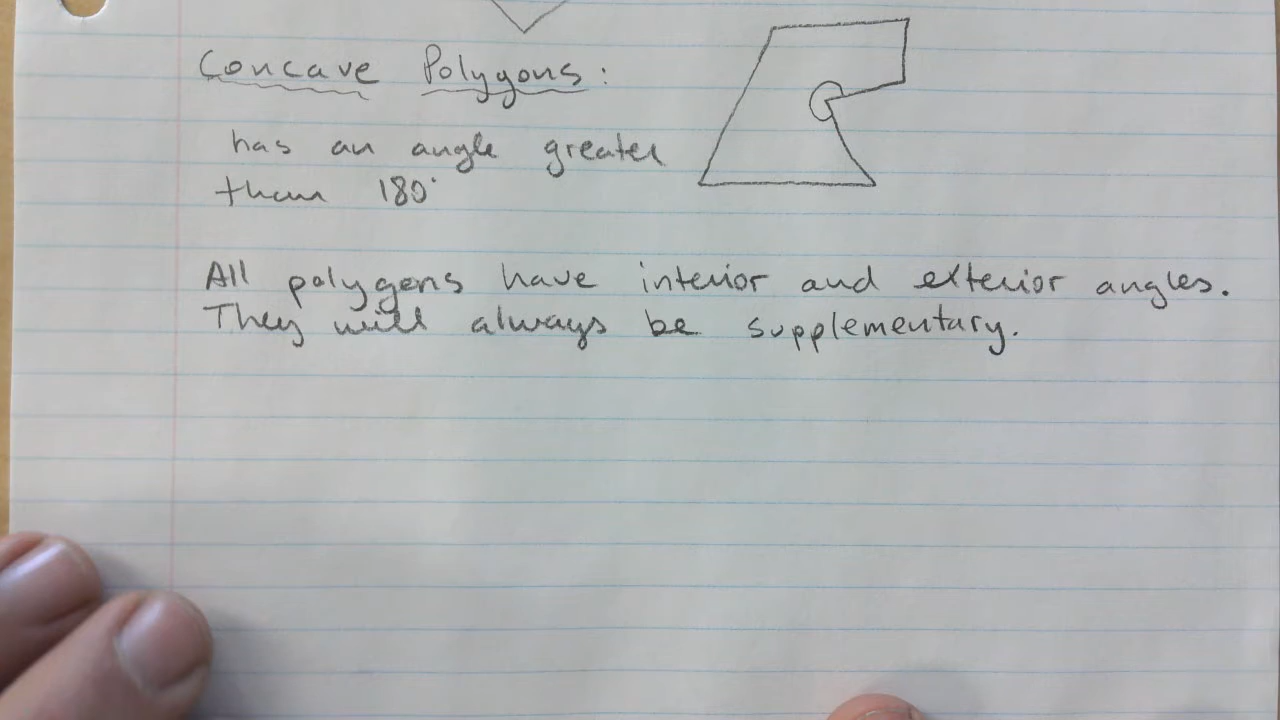 Concave Polygons:
has an angle greater
than 180°
All polygons have interior and exterior angles.
They will always be supplementary.